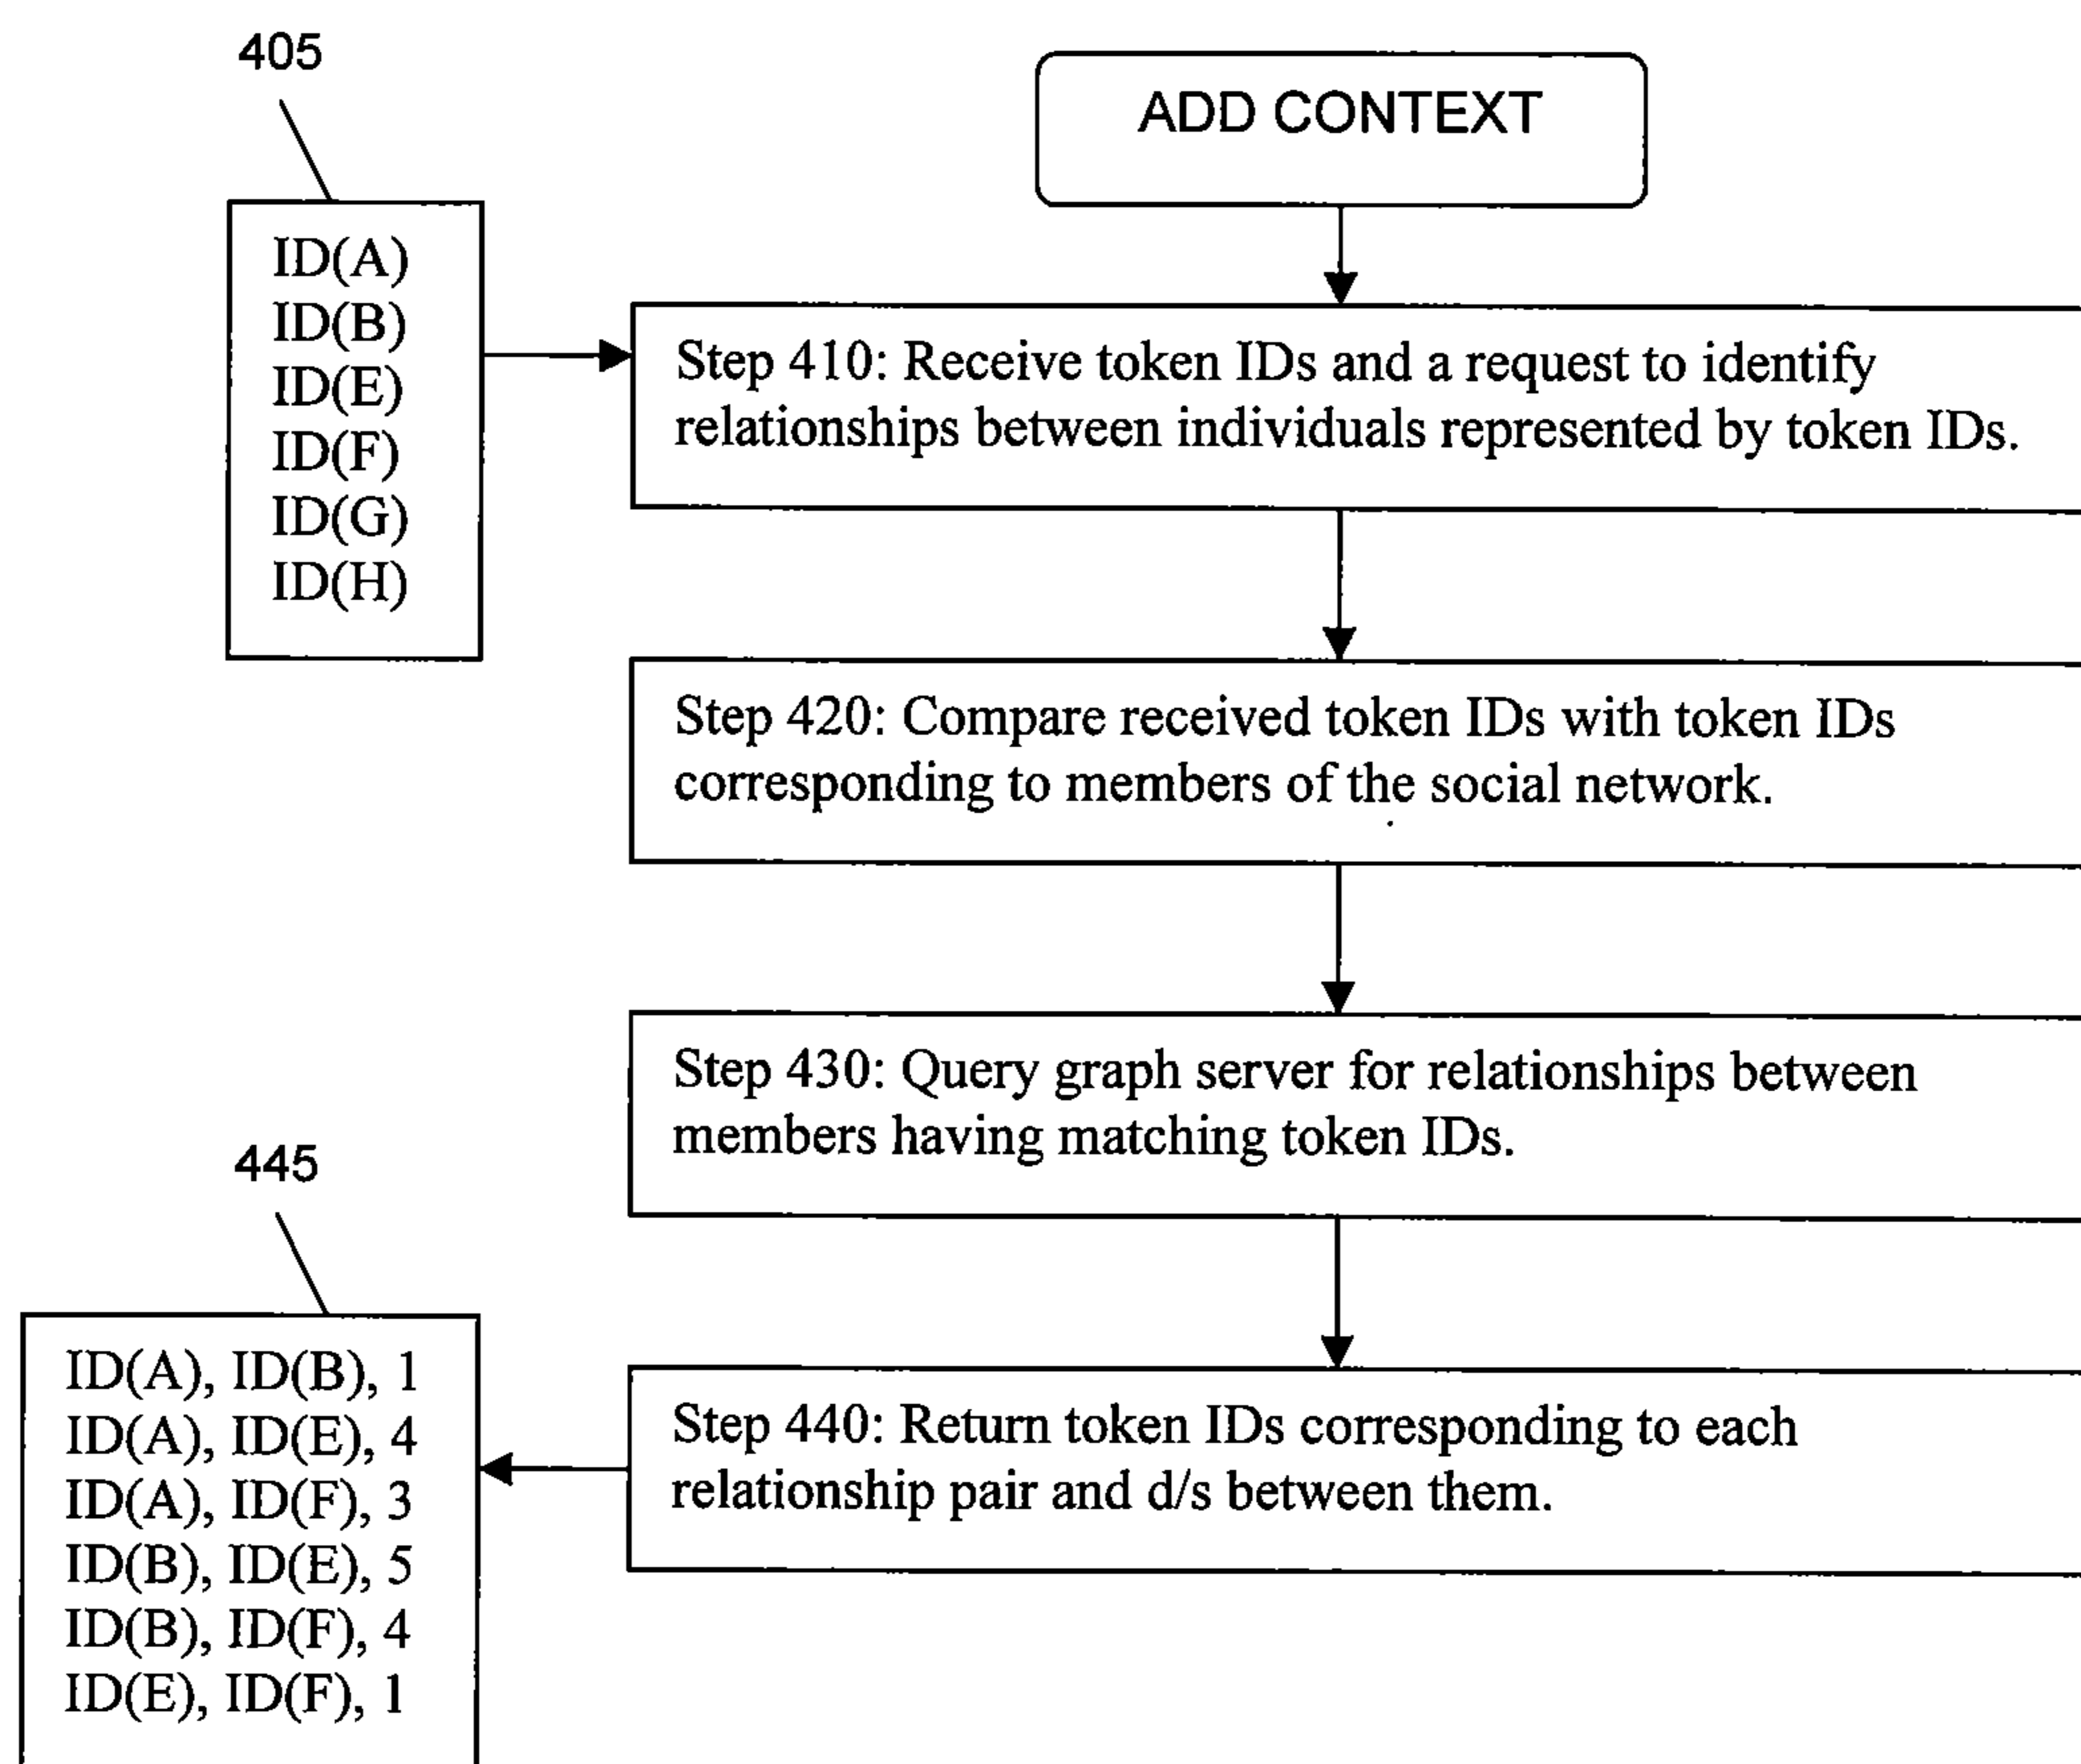 405
ADD CONTEXT
ID(A)
ID(B)
ID(E)
ID(F)
ID(G)
ID(H)
Step 410: Receive token IDs and a request to identify
relationships between individuals represented by token IDs.
Step 420: Compare received token IDs with token IDs
corresponding to members of the social network.
Step 430: Query graph server for relationships between
members having matching token IDs.
445
ID(A), ID(B), 1
ID(A), ID(E), 4
ID(A), ID(F), 3
ID(B), ID(E), 5
ID(B), ID(F), 4
ID(E), ID(F), 1
Step 440: Return token IDs corresponding to each
relationship pair and d/s between them.